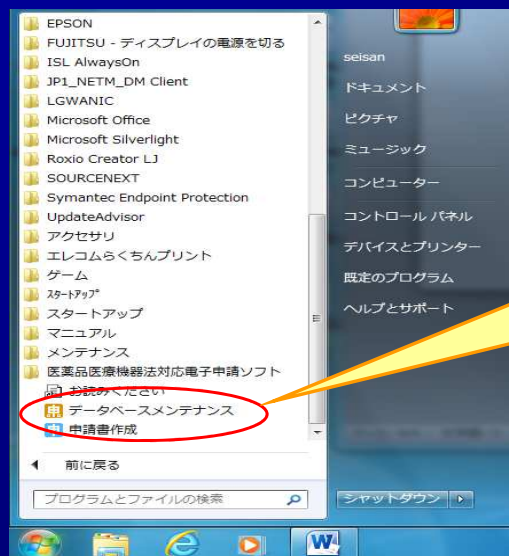 EPSON
FUJITSU - ディスプレイの電源を切る
ISL AlwaysOn
JP1_NETM_DM Client
LGWANIC
Microsoft Office
Microsoft Silverlight
Roxio Creator LJ
SOURCENEXT
Symantec Endpoint Protection
UpdateAdvisor
アクセサリ
エレコムらくちんプリント
ゲーム
ｽﾀｰﾄｱｯﾌﾟ
スタートアップ
マニュアル
メンテナンス
医薬品医療機器法対応電子申請ソフト
お読みください
データベースメンテナンス
申請書作成
前に戻る
プログラムとファイルの検索
seisan
ドキュメント
ピクチャ
ミュージック
コンピューター
コントロール パネル
デバイスとプリンター
既定のプログラム
ヘルプとサポート
シャットダウン